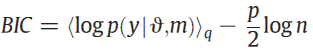 BIC = ⟨log p(y|ϑ,m)⟩_q − p/2 log n